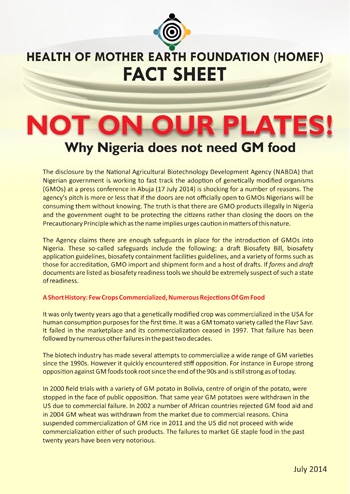 HEALTH OF MOTHER EARTH FOUNDATION (HOMEF)
FACT SHEET
NOT ON OUR PLATES!
Why Nigeria does not need GM food
The disclosure by the National Agricultural Biotechnology Development Agency (NABDA) that
Nigerian government is working to fast track the adoption of genetically modified organisms
(GMOs) at a press conference in Abuja (17 July 2014) is shocking for a number of reasons. The
agency's pitch is more or less that if the doors are not officially open to GMOs Nigerians will be
consuming them without knowing. The truth is that there are GMO products illegally in Nigeria
and the government ought to be protecting the citizens rather than closing the doors on the
Precautionary Principle which as the name implies urges caution in matters of this nature.
The Agency claims there are enough safeguards in place for the introduction of GMOs into
Nigeria. These so-called safeguards include the following: a draft Biosafety Bill, biosafety
application guidelines, biosafety containment facilities guidelines, and a variety of forms such as
those for accreditation, GMO import and shipment form and a host of drafts. If forms and draft
documents are listed as biosafety readiness tools we should be extremely suspect of such a state
of readiness.
A Short History: Few Crops Commercialized, Numerous Rejections Of Gm Food
It was only twenty years ago that a genetically modified crop was commercialized in the USA for
human consumption purposes for the first time. It was a GM tomato variety called the Flavr Savr.
It failed in the marketplace and its commercialization ceased in 1997. That failure has been
followed by numerous other failures in the past two decades.
The biotech industry has made several attempts to commercialize a wide range of GM varieties
since the 1990s. However it quickly encountered stiff opposition. For instance in Europe strong
opposition against GM foods took root since the end of the 90s and is still strong as of today.
In 2000 field trials with a variety of GM potato in Bolivia, centre of origin of the potato, were
stopped in the face of public opposition. That same year GM potatoes were withdrawn in the
US due to commercial failure. In 2002 a number of African countries rejected GM food aid and
in 2004 GM wheat was withdrawn from the market due to commercial reasons. China
suspended commercialization of GM rice in 2011 and the US did not proceed with wide
commercialization either of such products. The failures to market GE staple food in the past
twenty years have been very notorious.
July 2014